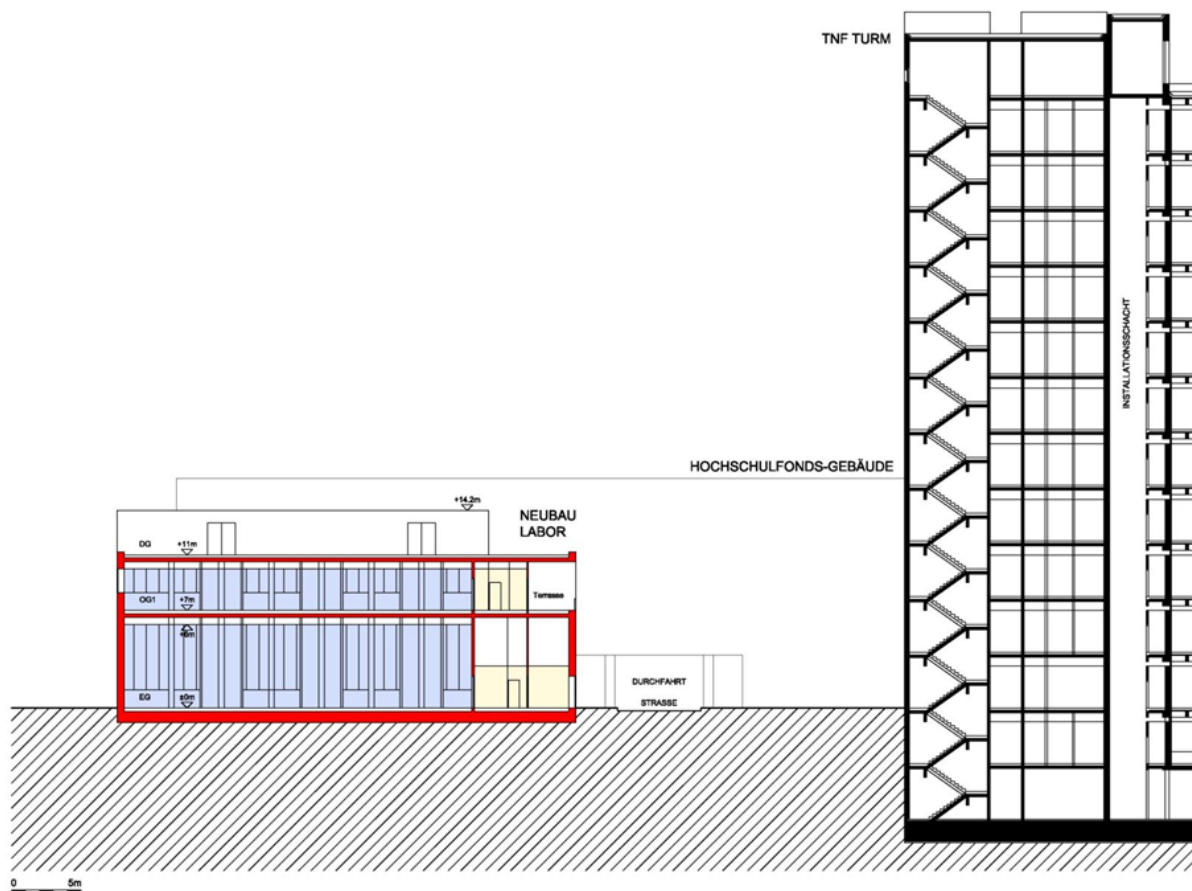 TNF TURM
INSTALLATIONSSCHACHT
HOCHSCHULFONDS-GEBÄUDE
+14.2m
NEUBAU
LABOR
DG
+11m
OG1
+7m
Terrasse
+6m
EG
±0m
DURCHFAHRT
STRASSE
0
5m